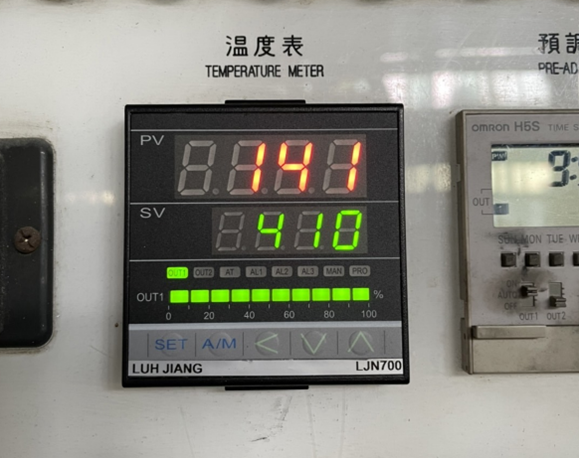 溫度表
TEMPERATURE METER
PV
141
SV
410
OUT1 OUT2 AT AL1 AL2 AL3 MAN PRO
OUT1
%
0 20 40 60 80 100
SET A/M
LUH JIANG LJN700
預
PRE-AD
omron H5S TIME
9:
OUT
SUN MON TUE
OUT1 OUT2